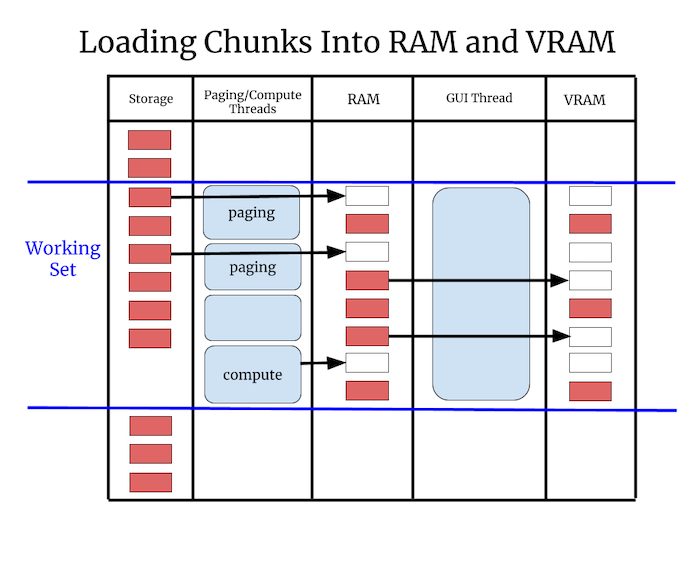 Loading Chunks Into RAM and VRAM
Storage
Paging/Compute
Threads
RAM
GUI Thread
VRAM
Working
Set
paging
paging
compute